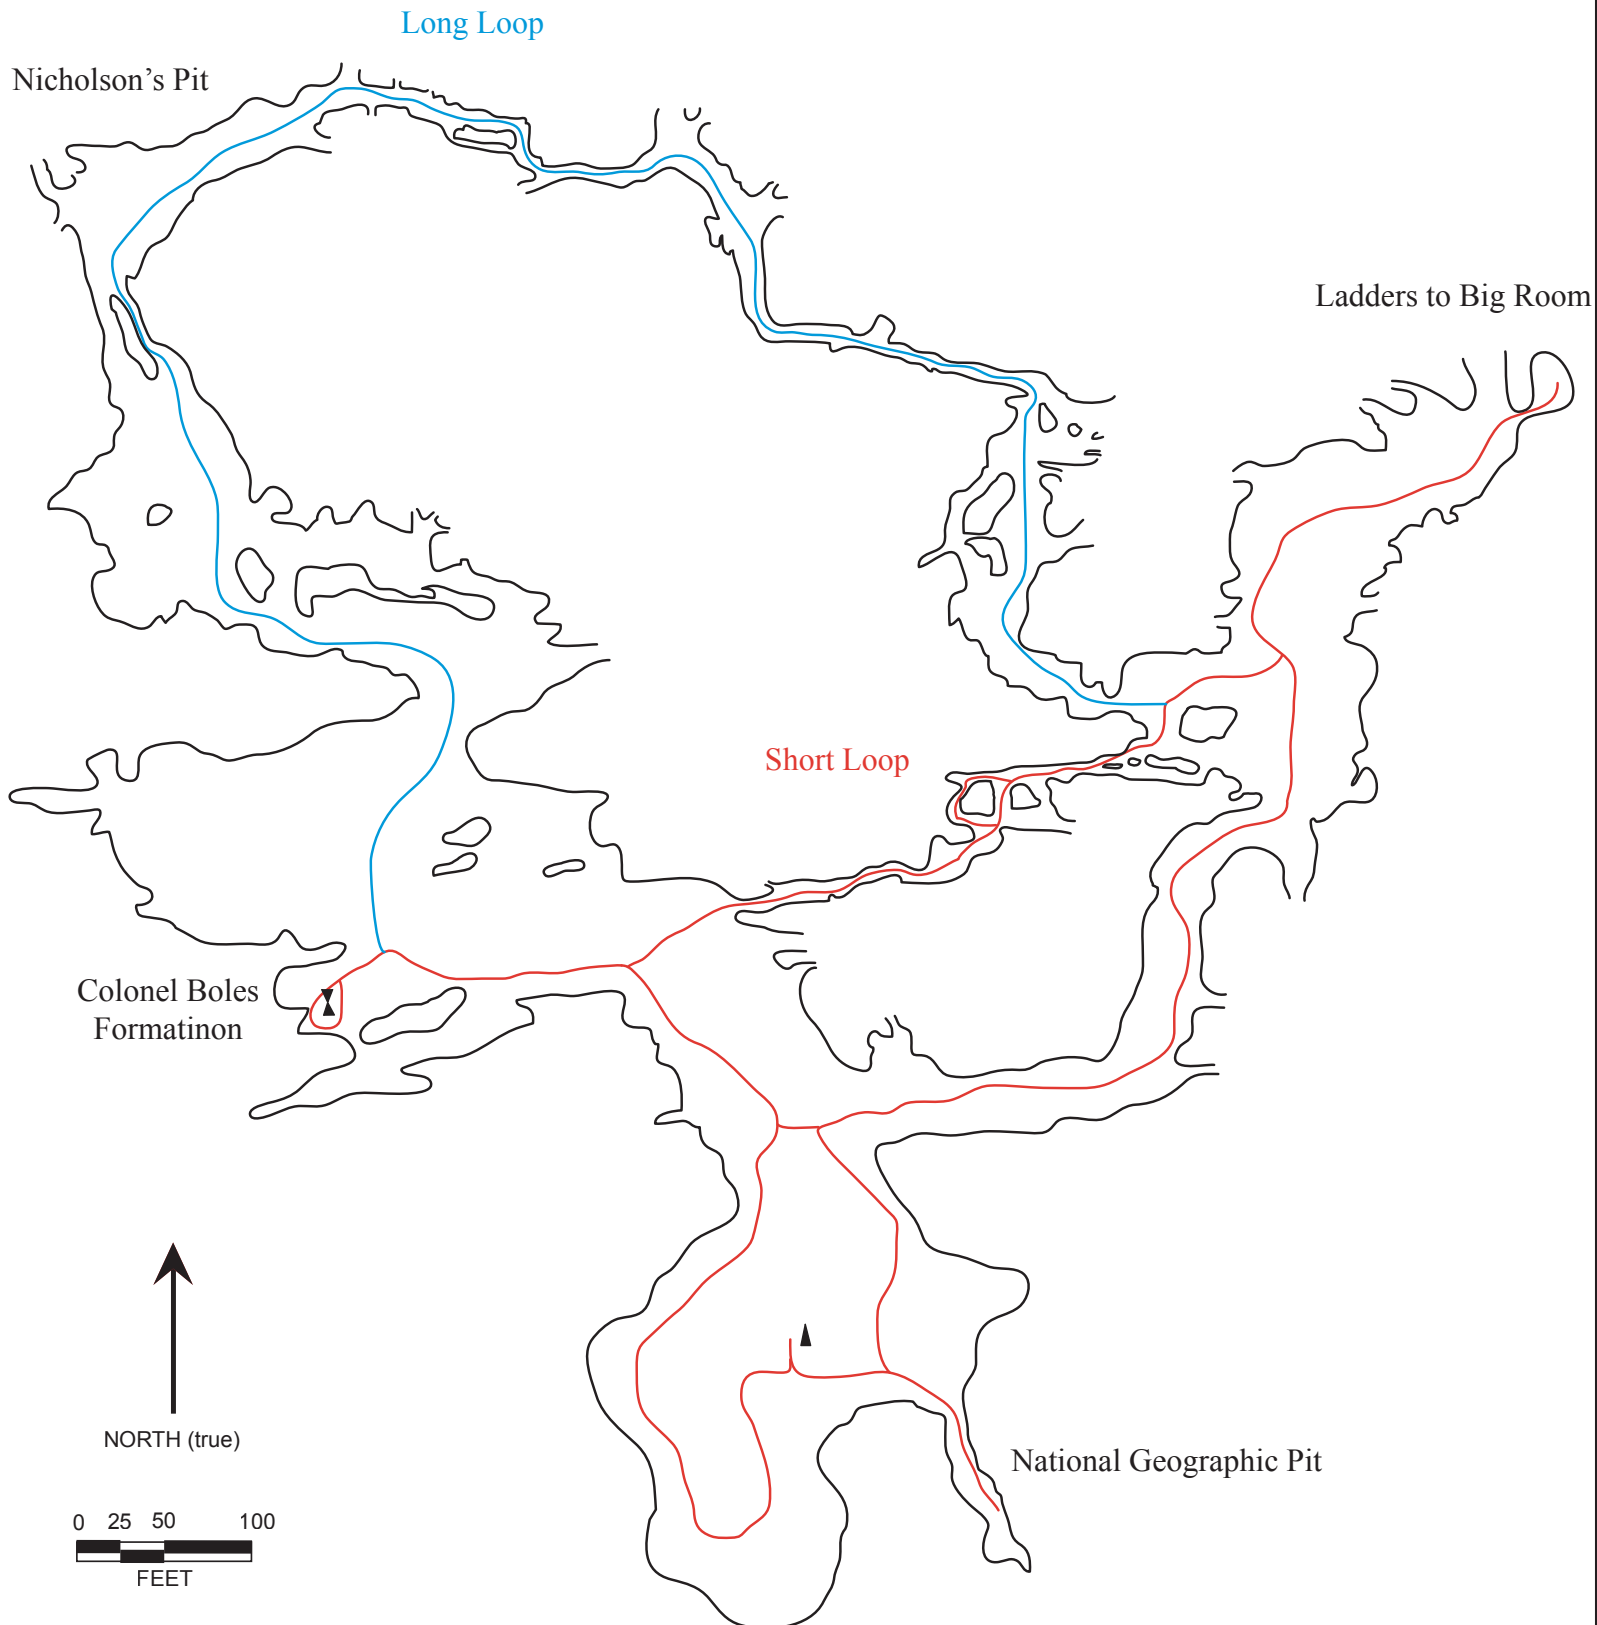 Long Loop
Nicholson's Pit
Ladders to Big Room
Short Loop
Colonel Boles
Formatinon
NORTH (true)
National Geographic Pit
0 25 50 100
FEET